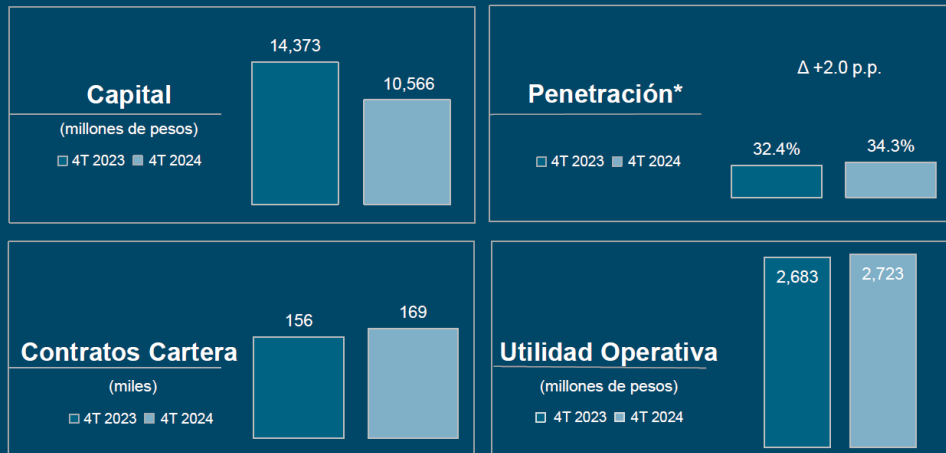 Capital
(millones de pesos)
4T 2023 4T 2024
14,373
10,566
Penetración*
4T 2023 4T 2024
Δ +2.0 p.p.
32.4%
34.3%
Contratos Cartera
(miles)
4T 2023 4T 2024
156
169
Utilidad Operativa
(millones de pesos)
4T 2023 4T 2024
2,683
2,723